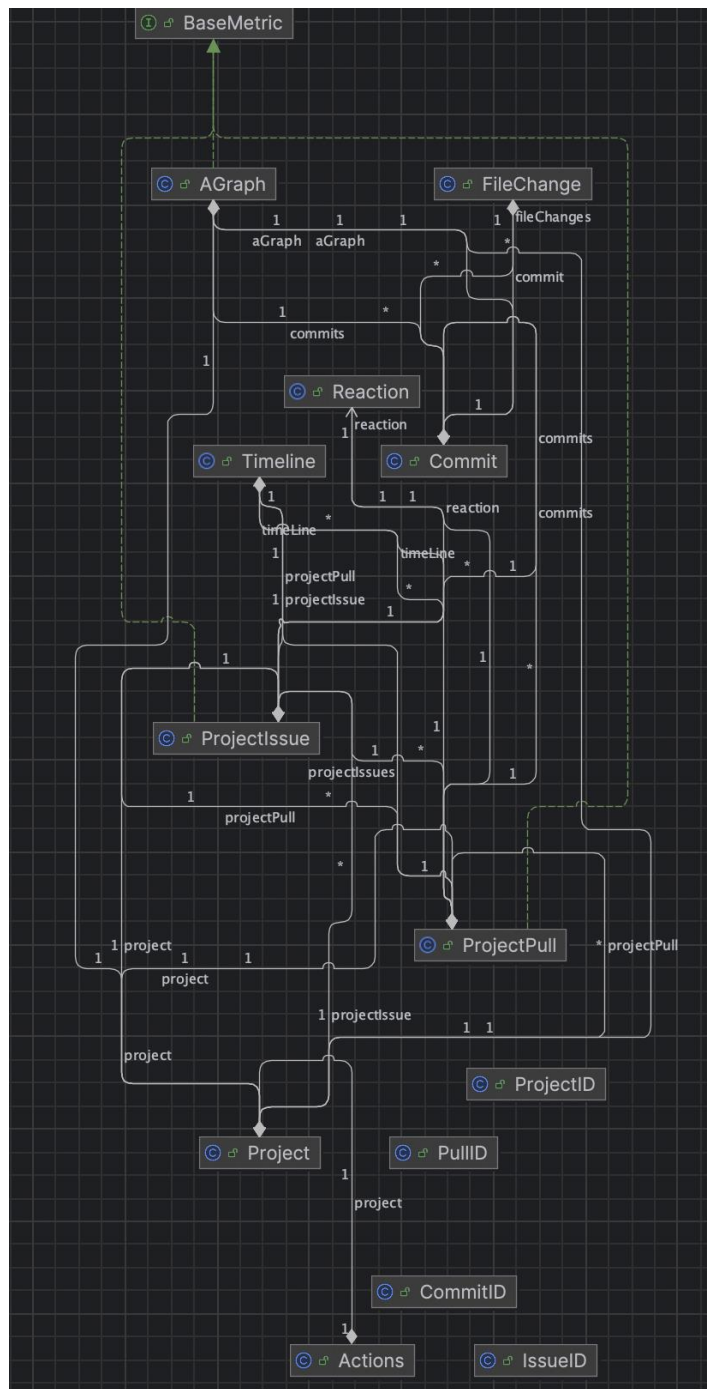 I BaseMetric
C AGraph
C FileChange
1 1 1 1 fileChanges
aGraph aGraph *
* commit
1 *
commits
1
C Reaction
1 reaction
1
commits
C Timeline
C Commit
1 1 1 reaction
* commits
timeLine
1 timeLine * 1
projectPull
*
1 projectIssue
1
1 1 *
1
C ProjectIssue
1 *
projectIssues
1
1 *
projectPull
* 1
C ProjectPull
1 project
* projectPull
1 1 1
project
1 projectIssue
1 1
project
C ProjectID
C Project
C PullID
1
project
C CommitID
1
C Actions
C IssueID